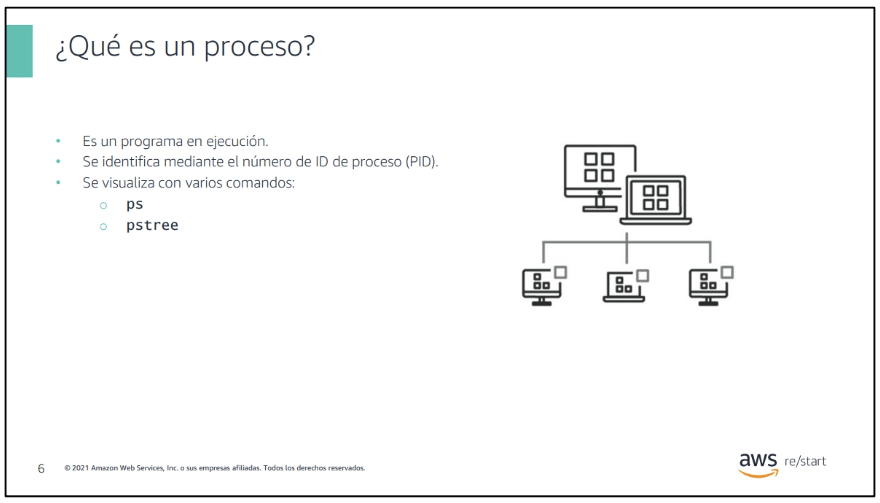 ¿Qué es un proceso?
• Es un programa en ejecución.
• Se identifica mediante el número de ID de proceso (PID).
• Se visualiza con varios comandos:
○ ps
○ pstree
6 © 2021 Amazon Web Services, Inc. o sus empresas afiliadas. Todos los derechos reservados.
aws re/start